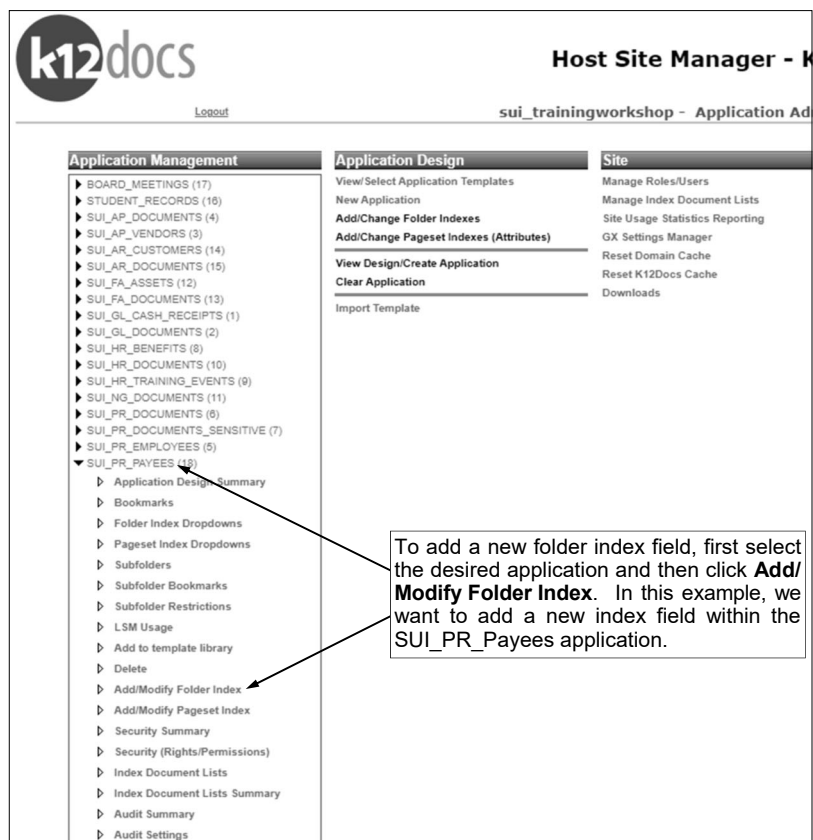 k12docs
Host Site Manager - K
Logout
sui_trainingworkshop - Application Ad
Application Management
BOARD_MEETINGS (17)
STUDENT_RECORDS (16)
SUI_AP_DOCUMENTS (4)
SUI_AP_VENDORS (3)
SUI_AR_CUSTOMERS (14)
SUI_AR_DOCUMENTS (15)
SUI_FA_ASSETS (12)
SUI_FA_DOCUMENTS (13)
SUI_GL_CASH_RECEIPTS (1)
SUI_GL_DOCUMENTS (2)
SUI_HR_BENEFITS (8)
SUI_HR_DOCUMENTS (10)
SUI_HR_TRAINING_EVENTS (9)
SUI_NG_DOCUMENTS (11)
SUI_PR_DOCUMENTS (6)
SUI_PR_DOCUMENTS_SENSITIVE (7)
SUI_PR_EMPLOYEES (5)
SUI_PR_PAYEES (18)
Application Design Summary
Bookmarks
Folder Index Dropdowns
Pageset Index Dropdowns
Subfolders
Subfolder Bookmarks
Subfolder Restrictions
LSM Usage
Add to template library
Delete
Add/Modify Folder Index
Add/Modify Pageset Index
Security Summary
Security (Rights/Permissions)
Index Document Lists
Index Document Lists Summary
Audit Summary
Audit Settings
Application Design
View/Select Application Templates
New Application
Add/Change Folder Indexes
Add/Change Pageset Indexes (Attributes)
View Design/Create Application
Clear Application
Import Template
Site
Manage Roles/Users
Manage Index Document Lists
Site Usage Statistics Reporting
GX Settings Manager
Reset Domain Cache
Reset K12Docs Cache
Downloads
To add a new folder index field, first select
the desired application and then click Add/
Modify Folder Index. In this example, we
want to add a new index field within the
SUI_PR_Payees application.